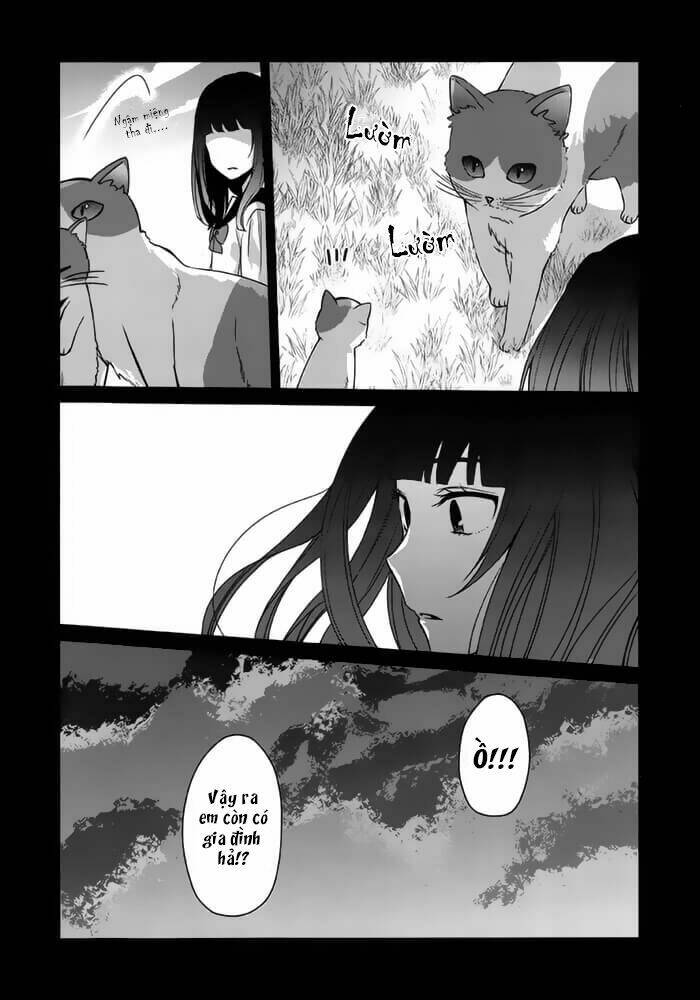 Lườm
Lườm
Ngậm miệng
tha đi....
Ồ!!!
Vậy ra
em còn có
gia đình
hả!?